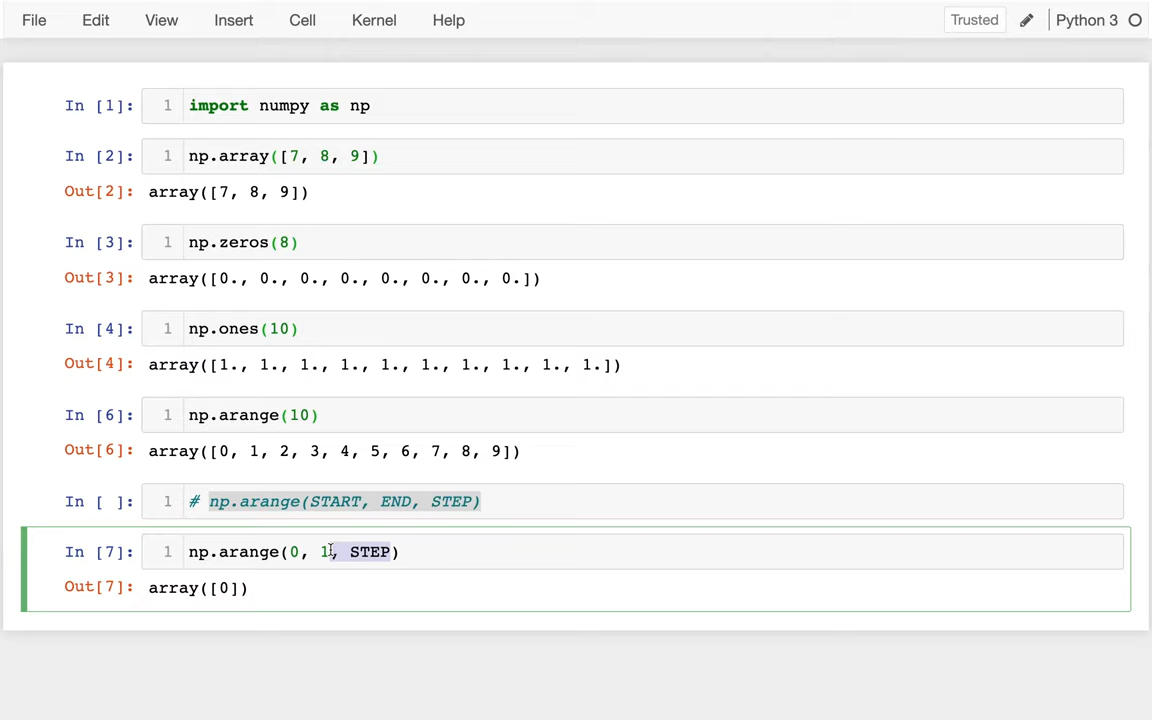 File Edit View Insert Cell Kernel Help Trusted Python 3
In [1]: 1 import numpy as np
In [2]: 1 np.array([7, 8, 9])
Out[2]: array([7, 8, 9])
In [3]: 1 np.zeros(8)
Out[3]: array([0., 0., 0., 0., 0., 0., 0., 0.])
In [4]: 1 np.ones(10)
Out[4]: array([1., 1., 1., 1., 1., 1., 1., 1., 1., 1.])
In [6]: 1 np.arange(10)
Out[6]: array([0, 1, 2, 3, 4, 5, 6, 7, 8, 9])
In [ ]: 1 # np.arange(START, END, STEP)
In [7]: 1 np.arange(0, 1, STEP)
Out[7]: array([0])